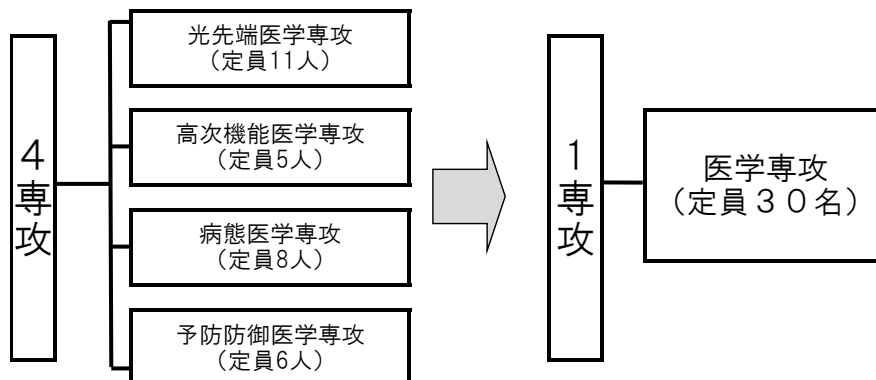 4専攻
光先端医学専攻
(定員11人)
高次機能医学専攻
(定員5人)
病態医学専攻
(定員8人)
予防防御医学専攻
(定員6人)
1専攻
医学専攻
(定員30名)